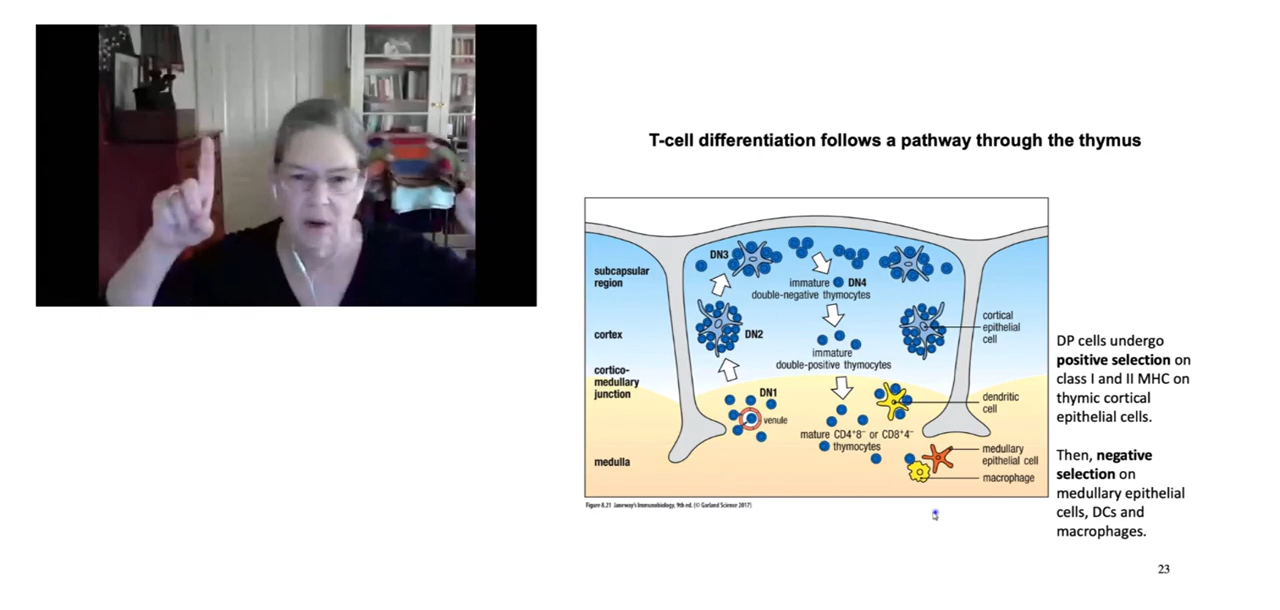 T-cell differentiation follows a pathway through the thymus
subcapsular
region
cortex
cortico-
medullary
junction
medulla
DN3
DN2
DN1
venule
immature DN4
double-negative thymocytes
immature
double-positive thymocytes
mature CD4⁺8⁻ or CD8⁺4⁻
thymocytes
cortical
epithelial
cell
dendritic
cell
medullary
epithelial cell
macrophage
Figure 8.21 Janeway's Immunobiology, 9th ed. (© Garland Science 2017)
DP cells undergo
positive selection on
class I and II MHC on
thymic cortical
epithelial cells.
Then, negative
selection on
medullary epithelial
cells, DCs and
macrophages.
23